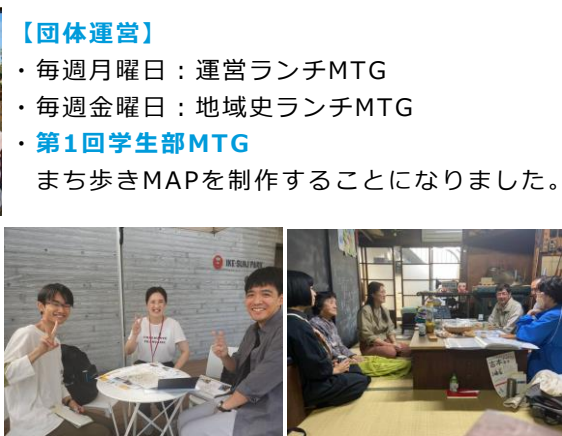 【団体運営】
・毎週月曜日：運営ランチMTG
・毎週金曜日：地域史ランチMTG
・第1回学生部MTG
まち歩きMAPを制作することになりました。